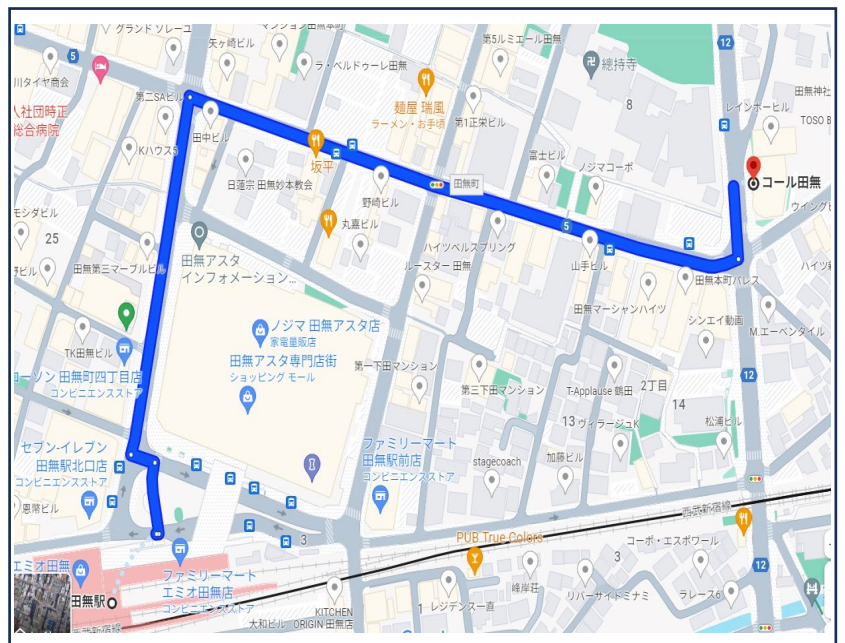 グランド ソレーユ
マンション田無本町
第5ルミエール田無
12
矢ヶ崎ビル
5
ラ・ベルドゥーレ田無
總持寺
川タイヤ商会
田無神社
第二SAビル
麺屋 瑞風
ラーメン・お手頃
8
レインボーヒル
人社団時正
総合病院
田中ビル
第1正栄ビル
TOSO B
Kハウス5
坂平
富士ビル
日蓮宗 田無妙本教会
田無町
ノジマコーポ
コール田無
野崎ビル
モシダビル
丸嘉ビル
5
ウイングビ
25
田無アスタ
インフォメーション...
ハイツベルスプリング
野ビル
田無第三マーブルビル
ルースター 田無
山手ビル
田無本町パレス
ハイツ
田無マーシャンハイツ
シンエイ動画
ノジマ 田無アスタ店
家電量販店
M.エーベンタイル
TK田無ビル
田無アスタ専門店街
ショッピング モール
第一下田マンション
ローソン 田無町四丁目店
コンビニエンスストア
第三下田マンション
T-Applause 鶴田
2丁目
12
14
13
ヴィラージュK
松浦ビル
セブン-イレブン
田無駅北口店
コンビニエンスストア
ファミリーマート
田無駅前店
コンビニエンスストア
stagecoach
加藤ビル
恩幣ビル
西武新宿線
3
PUB True Colors
コーポ・エスポワール
エミオ田無
ファミリーマート
エミオ田無店
コンビニエンスストア
3
12
峰岸荘
田無駅
リバーサイドミナミ
ラレース6
KITCHEN
ORIGIN 田無店
大和ビル
1
レジデンス一直
西武新宿線